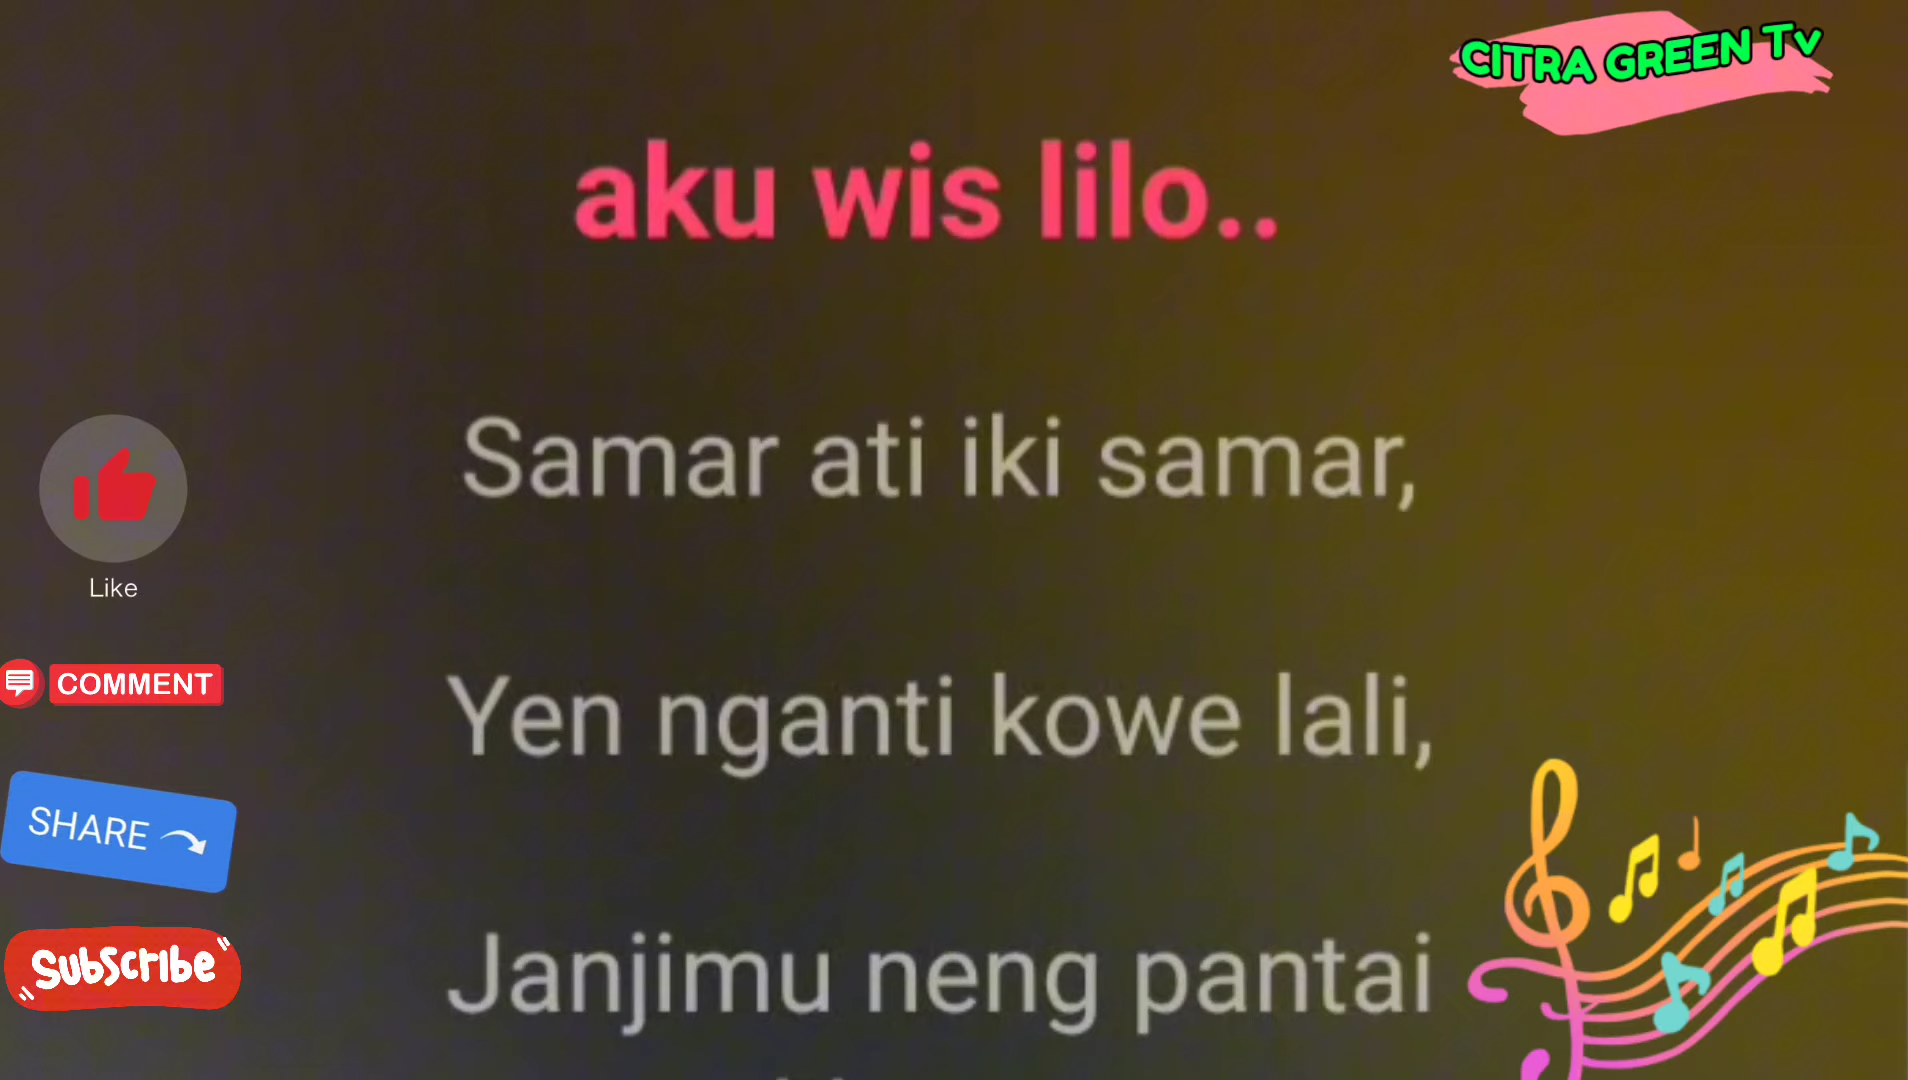 CITRA GREEN Tv
aku wis lilo..
Samar ati iki samar,
Yen nganti kowe lali,
Janjimu neng pantai
Like
COMMENT
SHARE
Subscribe